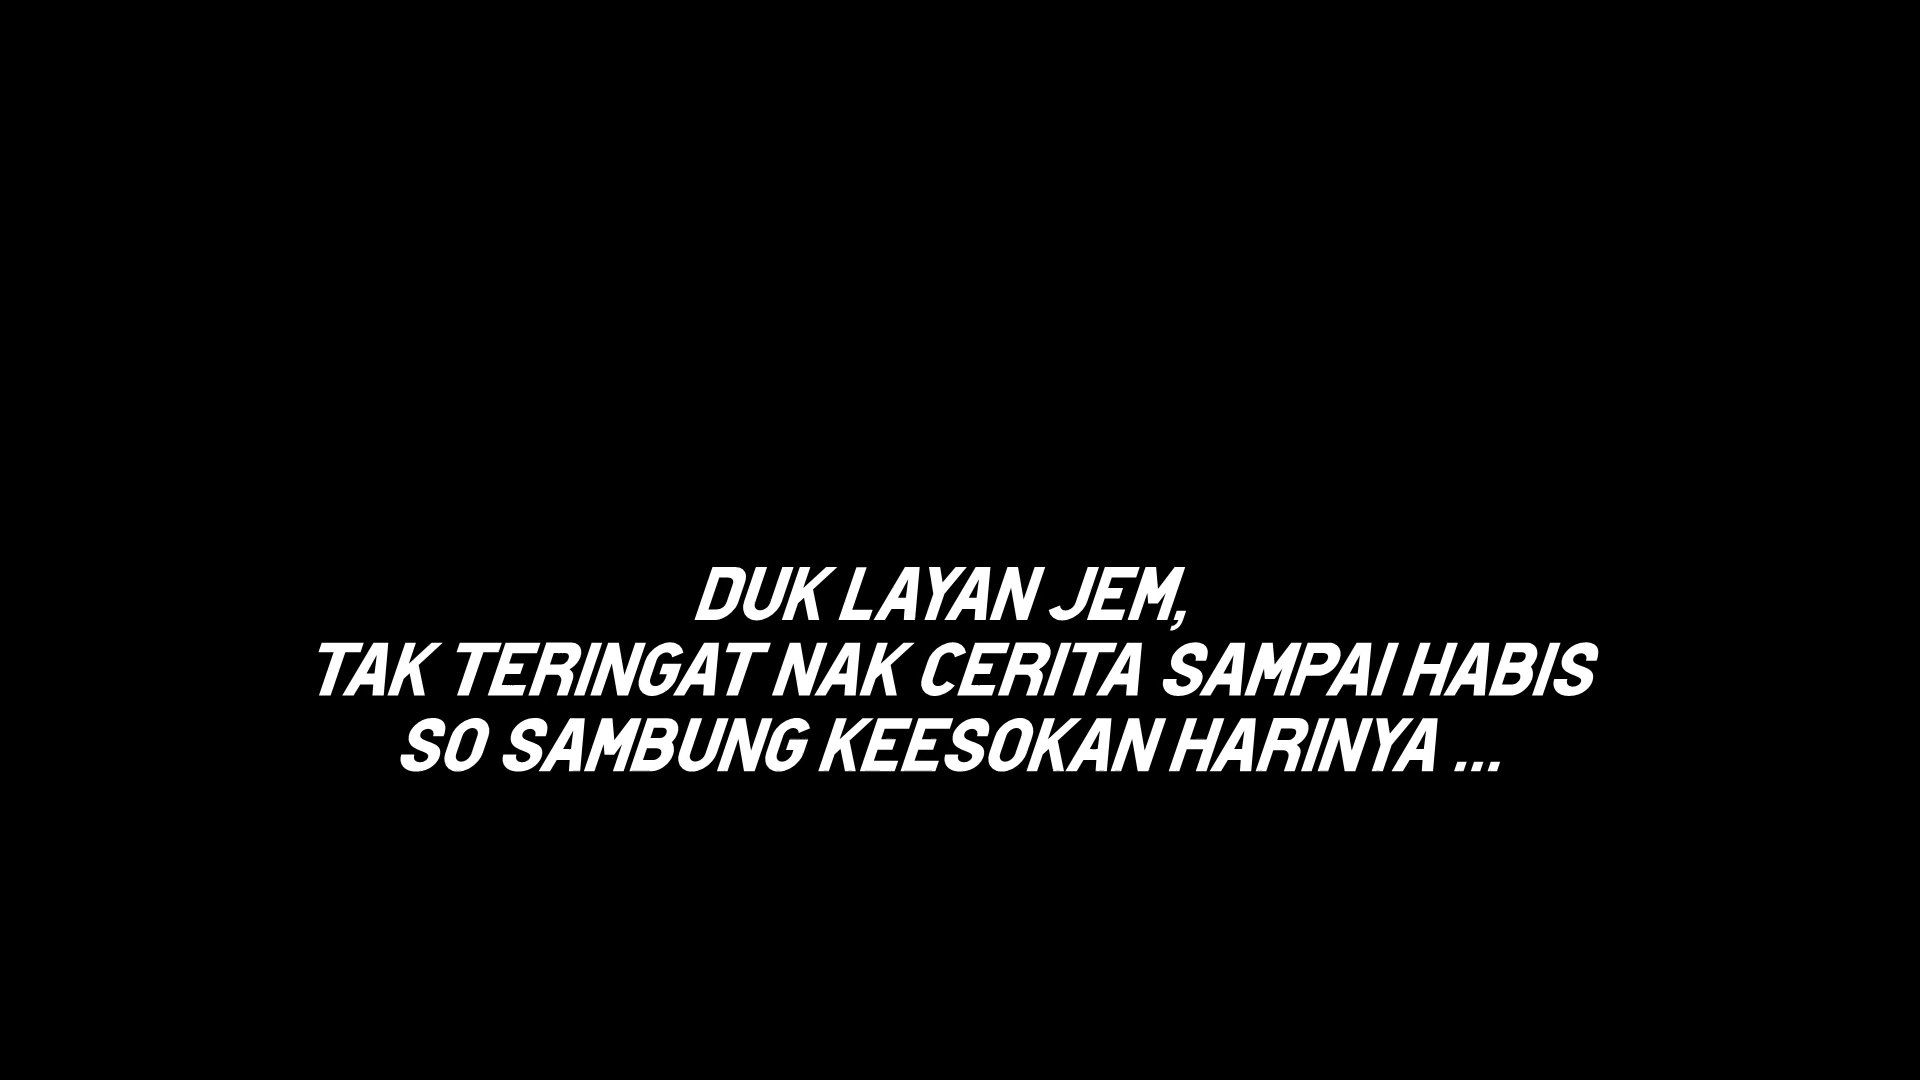 DUK LAYAN JEM,
TAK TERINGAT NAK CERITA SAMPAI HABIS
SO SAMBUNG KEESOKAN HARINYA ...